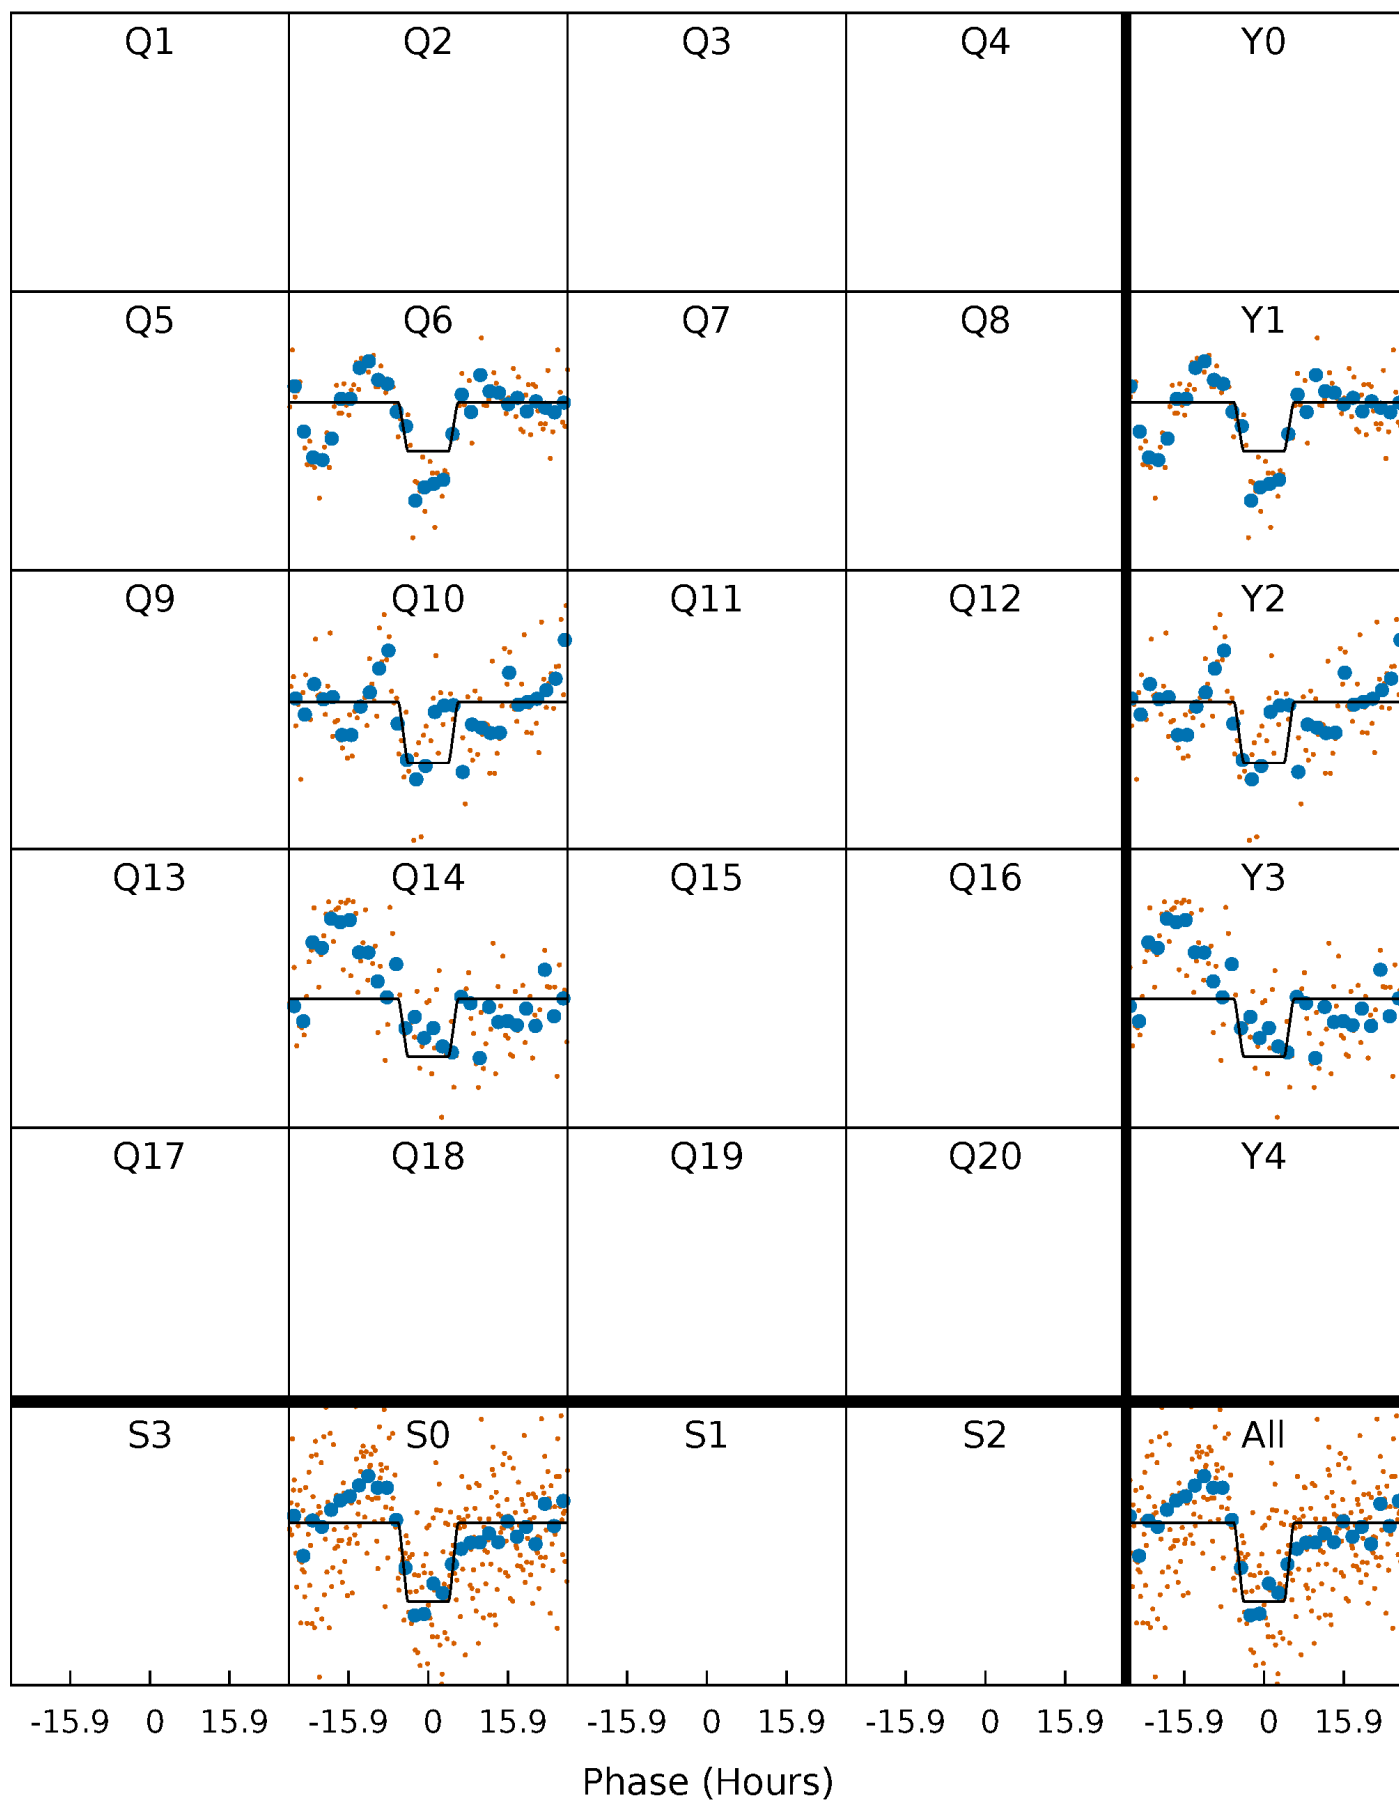 Q1 Q2 Q3 Q4 Y0
Q5 Q6 Q7 Q8 Y1
Q9 Q10 Q11 Q12 Y2
Q13 Q14 Q15 Q16 Y3
Q17 Q18 Q19 Q20 Y4
S3 S0 S1 S2 All
-15.9 0 15.9 -15.9 0 15.9 -15.9 0 15.9 -15.9 0 15.9 -15.9 0 15.9
Phase (Hours)